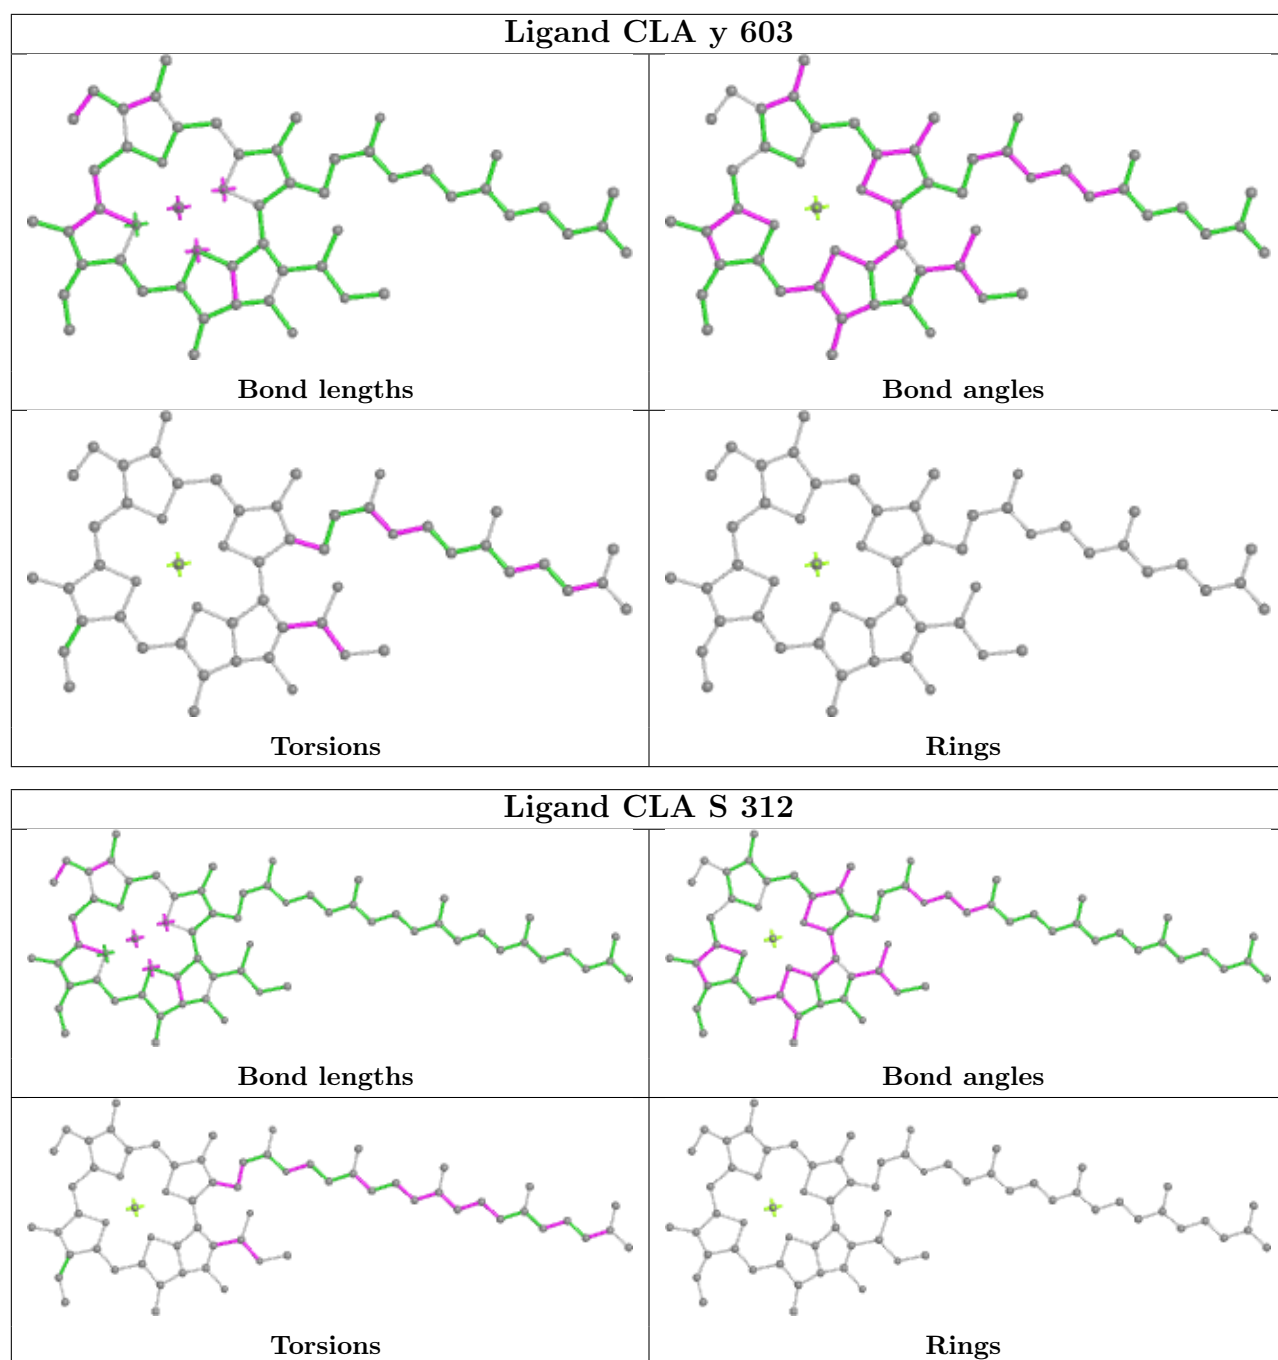 Ligand CLA y 603
Bond lengths
Bond angles
Torsions
Rings
Ligand CLA S 312
Bond lengths
Bond angles
Torsions
Rings